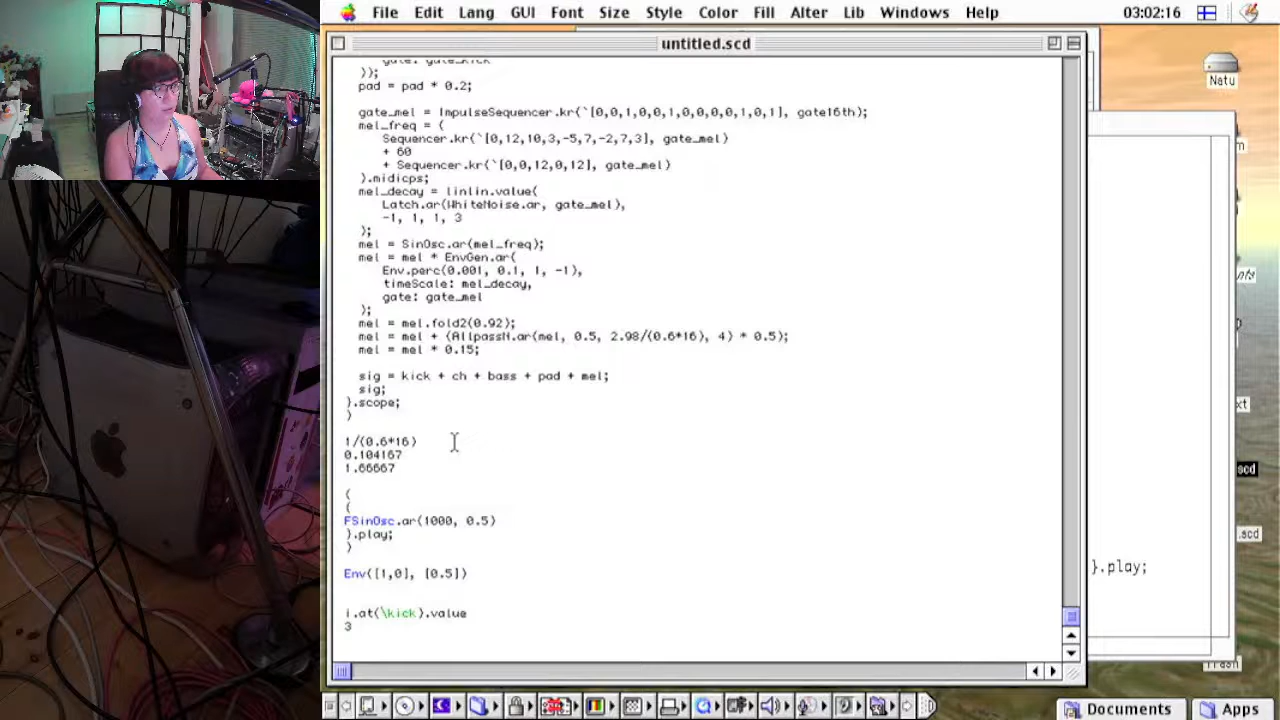 File Edit Lang GUI Font Size Style Color Fill Alter Lib Windows Help 03:02:16
untitled.scd
Natu
gate: gate_kick
));
pad = pad * 0.2;
gate_mel = ImpulseSequencer.kr(`[0,0,1,0,0,1,0,0,0,0,1,0,1], gate16th);
mel_freq = (
Sequencer.kr(`[0,12,10,3,-5,7,-2,7,3], gate_mel)
+ 60
+ Sequencer.kr(`[0,0,12,0,12], gate_mel)
).midicps;
mel_decay = linlin.value(
Latch.ar(WhiteNoise.ar, gate_mel),
-1, 1, 1, 3
);
mel = SinOsc.ar(mel_freq);
mel = mel * EnvGen.ar(
Env.perc(0.001, 0.1, 1, -1),
timeScale: mel_decay,
gate: gate_mel
);
mel = mel.fold2(0.92);
mel = mel + (AllpassN.ar(mel, 0.5, 2.98/(0.6*16), 4) * 0.5);
mel = mel * 0.15;
sig = kick + ch + bass + pad + mel;
sig;
}.scope;
)
1/(0.6*16)
0.104167
1.66667
(
{
FSinOsc.ar(1000, 0.5)
}.play;
)
Env([1,0], [0.5])
i.at(\kick).value
3
m
xt
scd
.scd
}.play;
Trash
Documents Apps